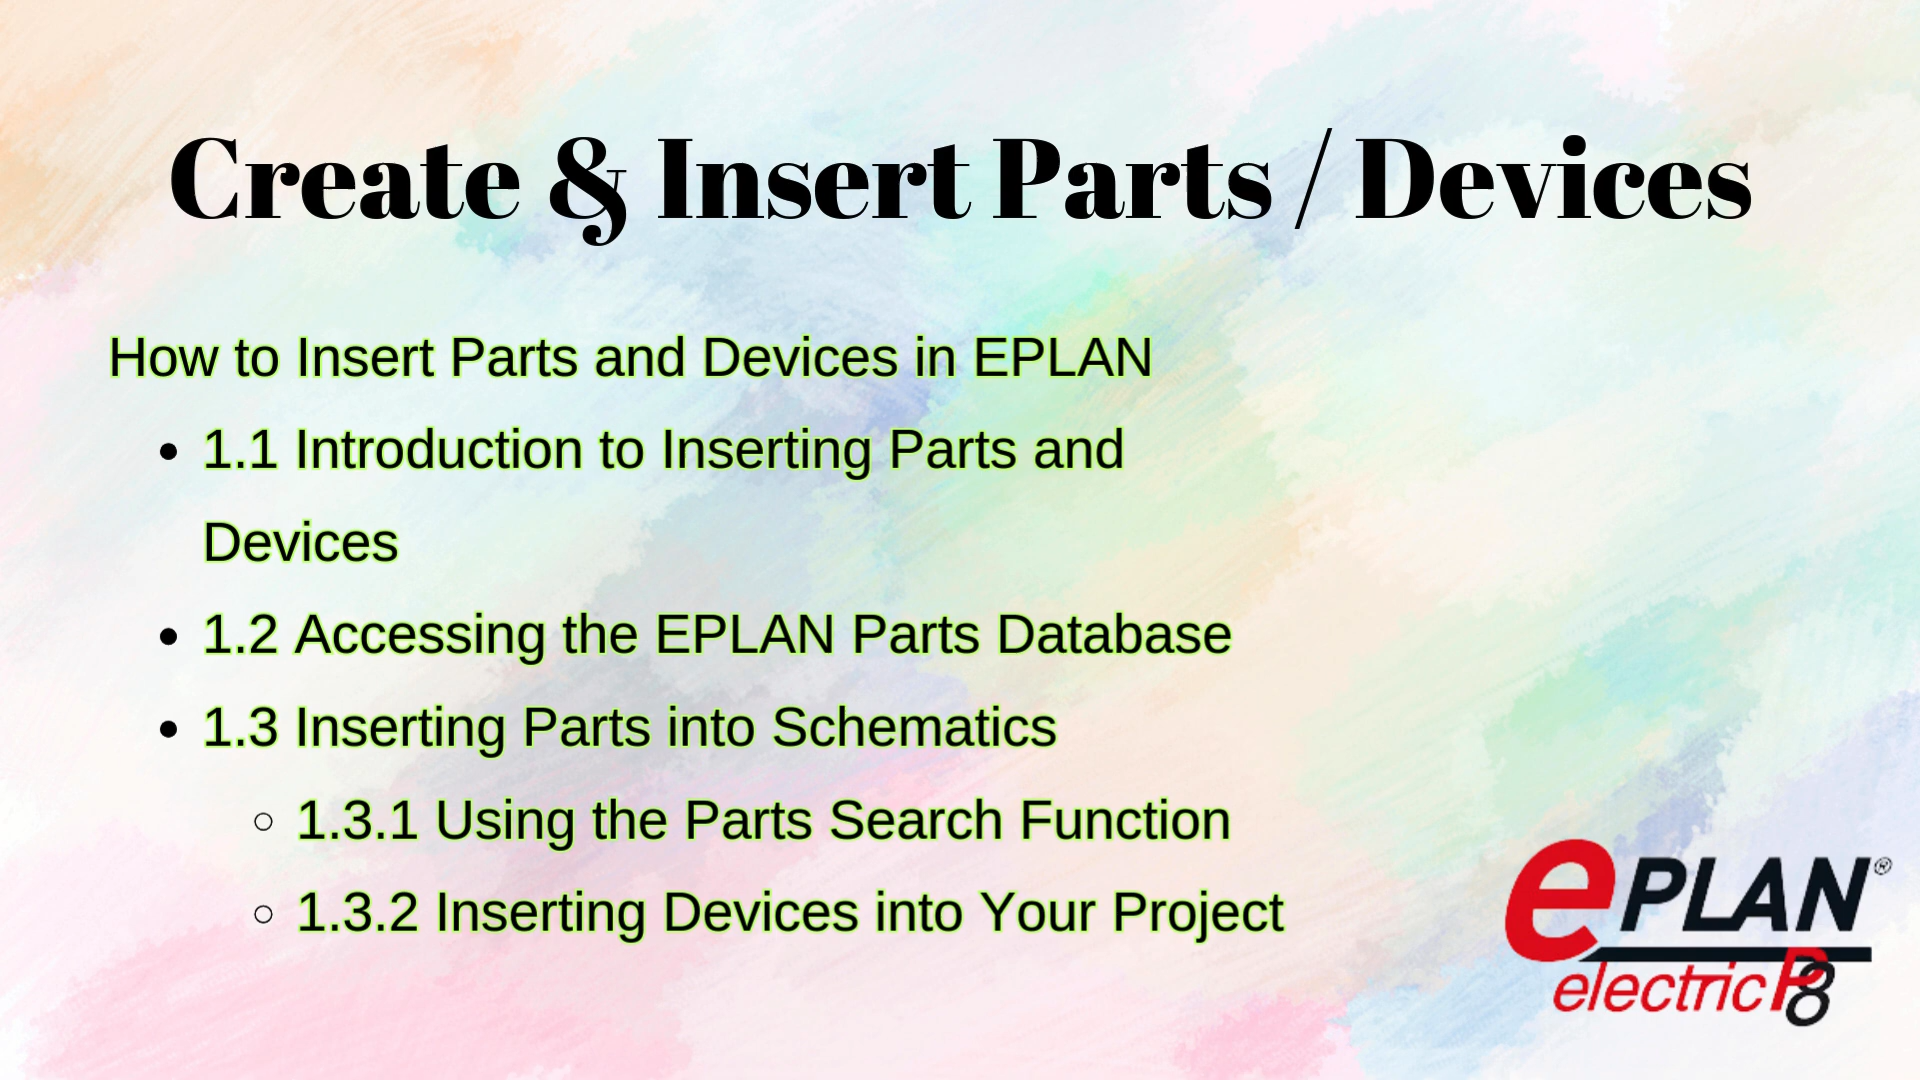 Create & Insert Parts / Devices
How to Insert Parts and Devices in EPLAN
• 1.1 Introduction to Inserting Parts and
Devices
• 1.2 Accessing the EPLAN Parts Database
• 1.3 Inserting Parts into Schematics
○ 1.3.1 Using the Parts Search Function
○ 1.3.2 Inserting Devices into Your Project
ePLAN®
electric P8